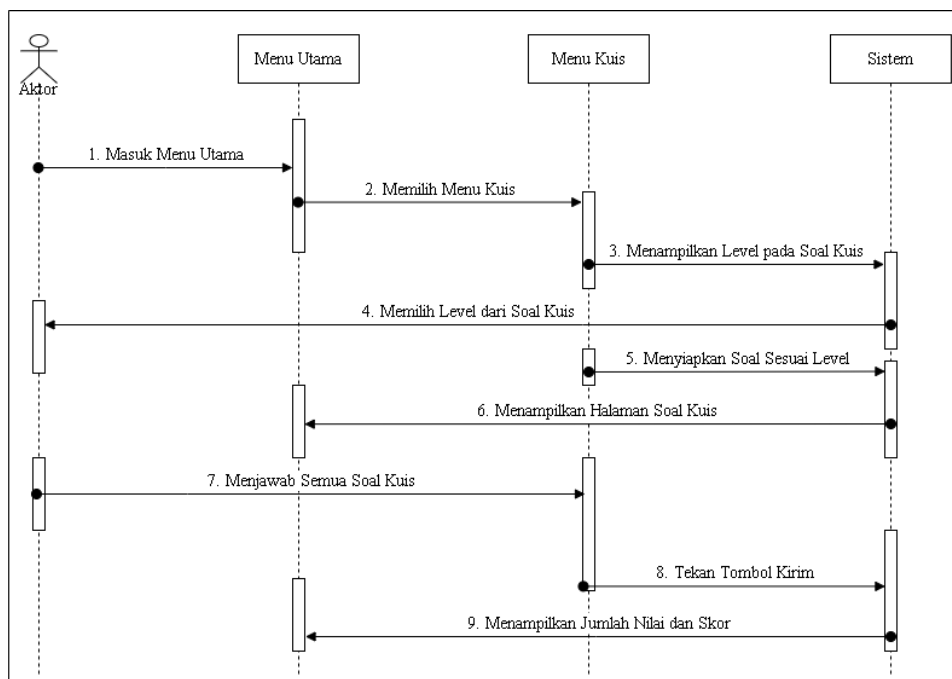 Aktor
Menu Utama
Menu Kuis
Sistem
1. Masuk Menu Utama
2. Memilih Menu Kuis
3. Menampilkan Level pada Soal Kuis
4. Memilih Level dari Soal Kuis
5. Menyiapkan Soal Sesuai Level
6. Menampilkan Halaman Soal Kuis
7. Menjawab Semua Soal Kuis
8. Tekan Tombol Kirim
9. Menampilkan Jumlah Nilai dan Skor